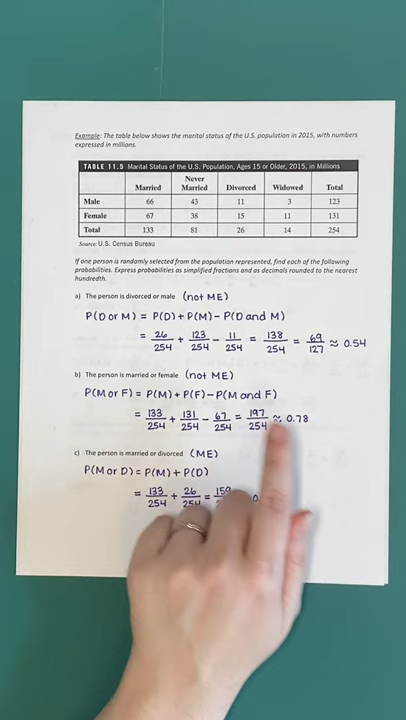 Example: The table below shows the marital status of the U.S. population in 2015, with numbers
expressed in millions.
TABLE 11.5 Marital Status of the U.S. Population, Ages 15 or Older, 2015, in Millions
Married Never Married Divorced Widowed Total
Male 66 43 11 3 123
Female 67 38 15 11 131
Total 133 81 26 14 254
Source: U.S. Census Bureau
If one person is randomly selected from the population represented, find each of the following
probabilities. Express probabilities as simplified fractions and as decimals rounded to the nearest
hundredth.
a) The person is divorced or male (not ME)
P(D or M) = P(D) + P(M) - P(D and M)
= 26/254 + 123/254 - 11/254 = 138/254 = 69/127 ≈ 0.54
b) The person is married or female (not ME)
P(M or F) = P(M) + P(F) - P(M and F)
= 133/254 + 131/254 - 67/254 = 197/254 ≈ 0.78
c) The person is married or divorced (ME)
P(M or D) = P(M) + P(D)
= 133/254 + 26/254 = 159